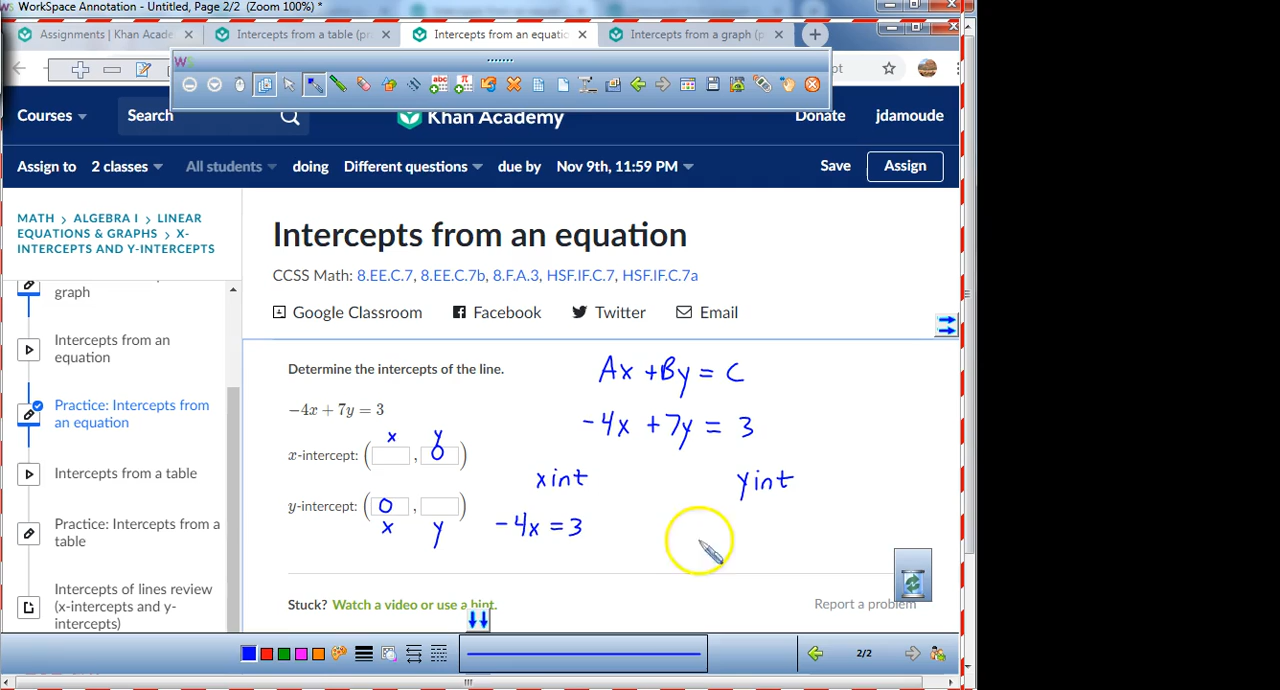 WorkSpace Annotation - Untitled, Page 2/2 (Zoom 100%) *
Assignments | Khan Acade
Intercepts from a table (pr
Intercepts from an equatio
Intercepts from a graph (p
Courses
Search
Khan Academy
Donate
jdamoude
Assign to 2 classes All students doing Different questions due by Nov 9th, 11:59 PM Save Assign
MATH > ALGEBRA I > LINEAR
EQUATIONS & GRAPHS > X-
INTERCEPTS AND Y-INTERCEPTS
graph
Intercepts from an
equation
Practice: Intercepts from
an equation
Intercepts from a table
Practice: Intercepts from a
table
Intercepts of lines review
(x-intercepts and y-
intercepts)
Intercepts from an equation
CCSS Math: 8.EE.C.7, 8.EE.C.7b, 8.F.A.3, HSF.IF.C.7, HSF.IF.C.7a
Google Classroom Facebook Twitter Email
Determine the intercepts of the line.
Ax + By = C
−4x + 7y = 3
-4x + 7y = 3
x y
x-intercept: ( , 0 )
x int
y int
y-intercept: ( 0 , )
x y
-4x = 3
Stuck? Watch a video or use a hint.
Report a problem
2/2